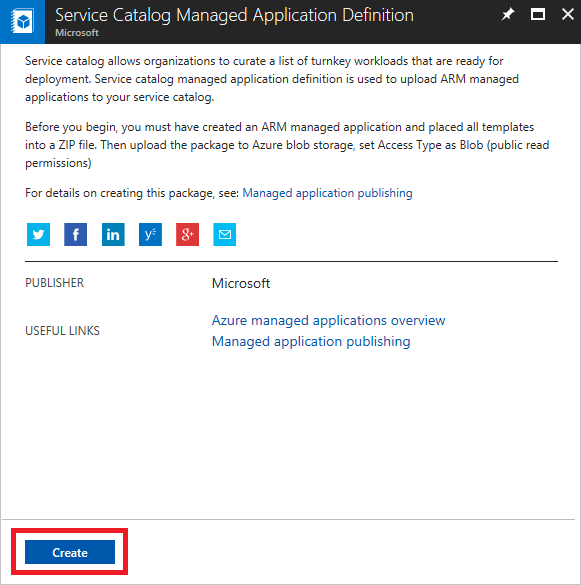 Service Catalog Managed Application Definition
Microsoft
Service catalog allows organizations to curate a list of turnkey workloads that are ready for
deployment. Service catalog managed application definition is used to upload ARM managed
applications to your service catalog.
Before you begin, you must have created an ARM managed application and placed all templates
into a ZIP file. Then upload the package to Azure blob storage, set Access Type as Blob (public read
permissions)
For details on creating this package, see: Managed application publishing
f in y g+
PUBLISHER Microsoft
USEFUL LINKS Azure managed applications overview
Managed application publishing
Create